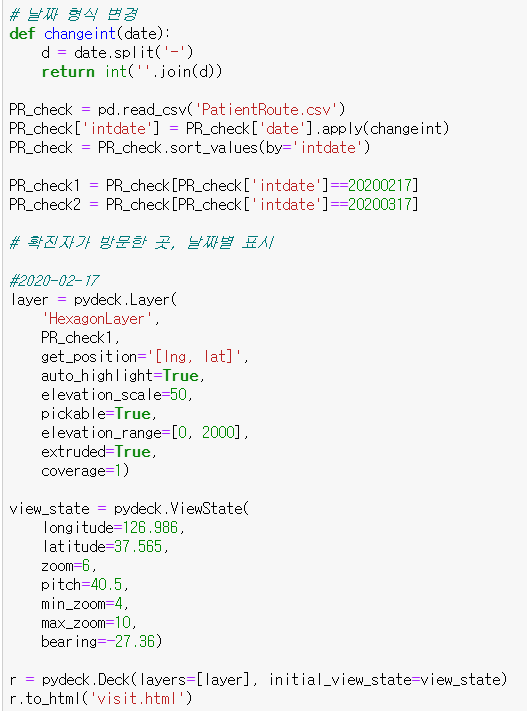 # 날짜 형식 변경
def changeint(date):
    d = date.split('-')
    return int(''.join(d))

PR_check = pd.read_csv('PatientRoute.csv')
PR_check['intdate'] = PR_check['date'].apply(changeint)
PR_check = PR_check.sort_values(by='intdate')

PR_check1 = PR_check[PR_check['intdate']==20200217]
PR_check2 = PR_check[PR_check['intdate']==20200317]

# 확진자가 방문한 곳, 날짜별 표시

#2020-02-17
layer = pydeck.Layer(
    'HexagonLayer',
    PR_check1,
    get_position='[lng, lat]',
    auto_highlight=True,
    elevation_scale=50,
    pickable=True,
    elevation_range=[0, 2000],
    extruded=True,
    coverage=1)

view_state = pydeck.ViewState(
    longitude=126.986,
    latitude=37.565,
    zoom=6,
    pitch=40.5,
    min_zoom=4,
    max_zoom=10,
    bearing=-27.36)

r = pydeck.Deck(layers=[layer], initial_view_state=view_state)
r.to_html('visit.html')